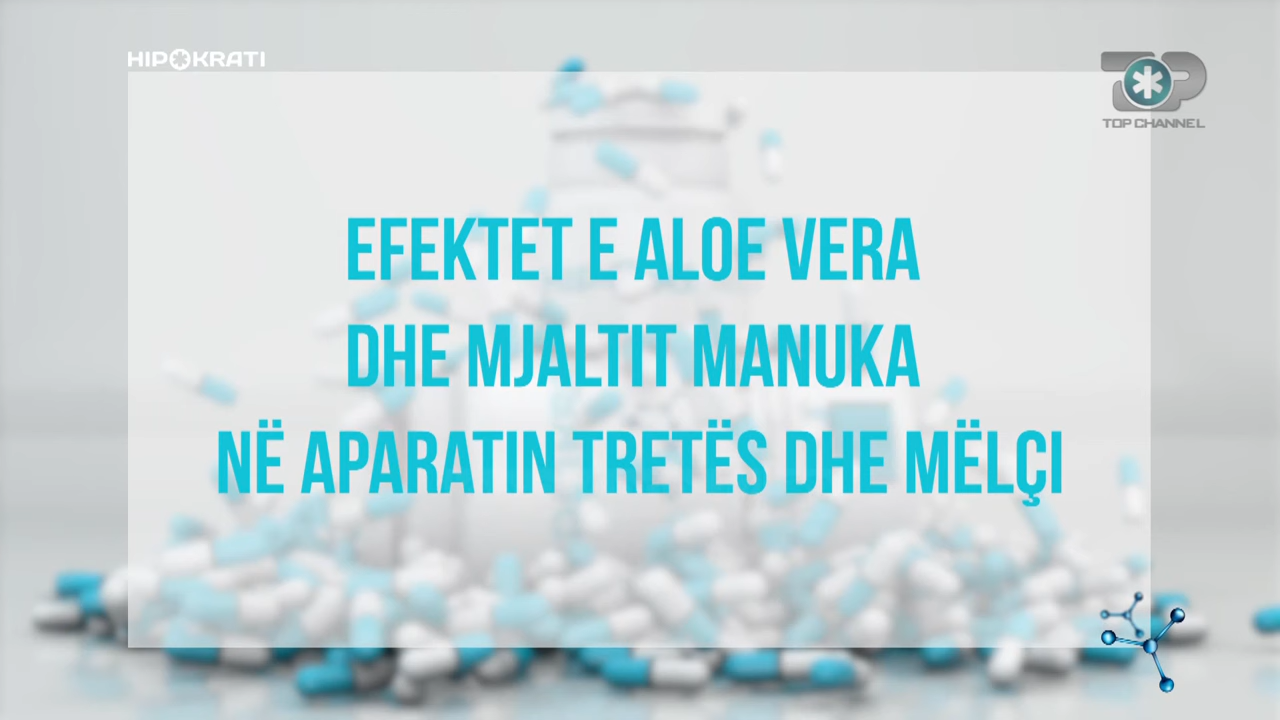 HIPOKRATI
TOP CHANNEL
EFEKTET E ALOE VERA
DHE MJALTIT MANUKA
NË APARATIN TRETËS DHE MËLÇI